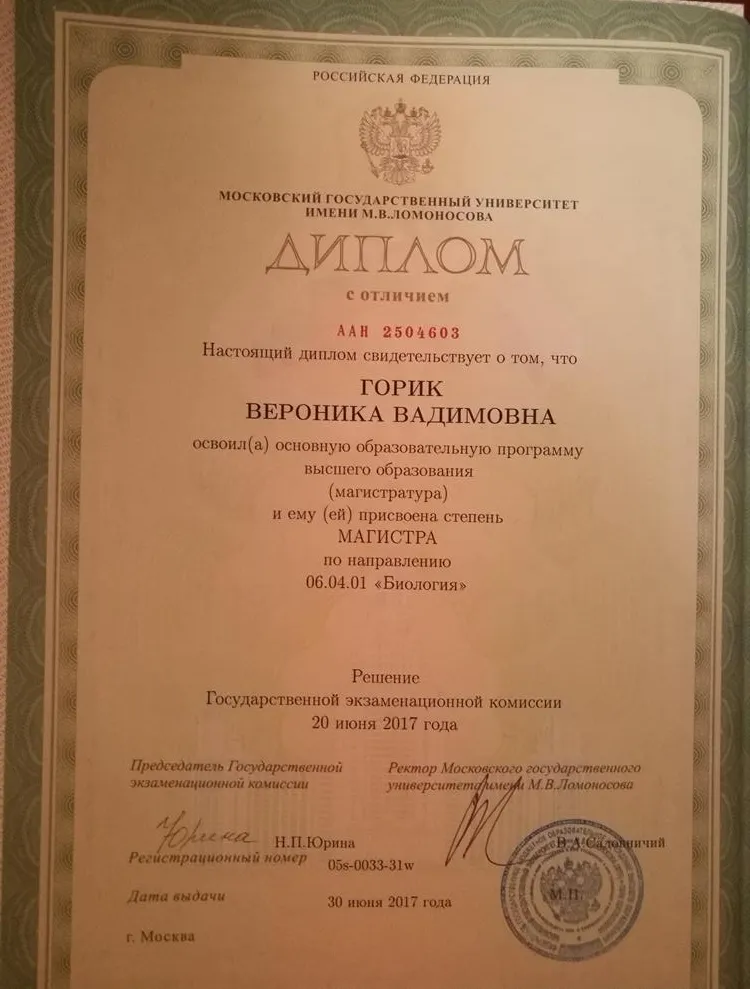 РОССИЙСКАЯ ФЕДЕРАЦИЯ
МОСКОВСКИЙ ГОСУДАРСТВЕННЫЙ УНИВЕРСИТЕТ
ИМЕНИ М.В.ЛОМОНОСОВА
ДИПЛОМ
с отличием
ААН 2504603
Настоящий диплом свидетельствует о том, что
ГОРИК
ВЕРОНИКА ВАДИМОВНА
освоил(а) основную образовательную программу
высшего образования
(магистратура)
и ему (ей) присвоена степень
МАГИСТРА
по направлению
06.04.01 «Биология»
Решение
Государственной экзаменационной комиссии
20 июня 2017 года
Председатель Государственной
экзаменационной комиссии
Ректор Московского государственного
университета имени М.В.Ломоносова
Юрина Н.П.Юрина
В.А.Садовничий
Регистрационный номер 05s-0033-31w
М.П.
Дата выдачи 30 июня 2017 года
г. Москва